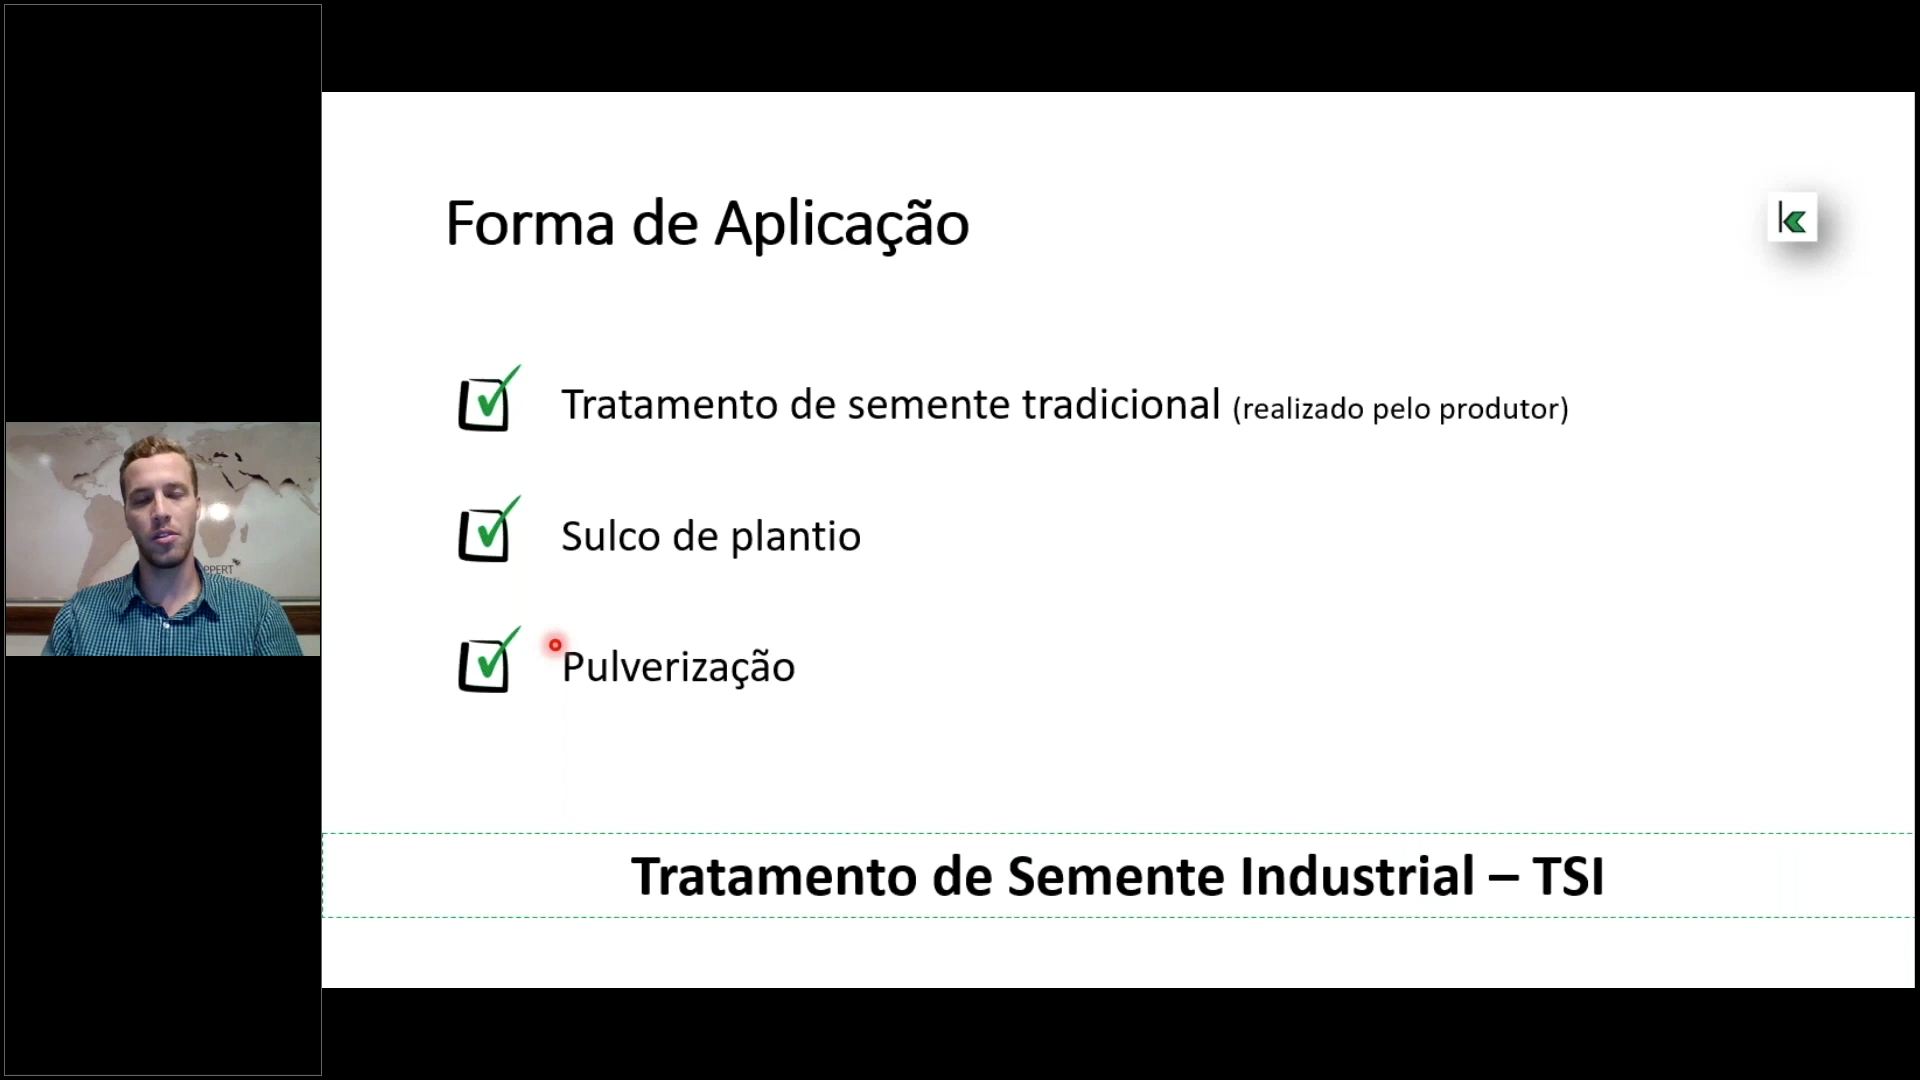 Forma de Aplicação
Tratamento de semente tradicional (realizado pelo produtor)
Sulco de plantio
Pulverização
Tratamento de Semente Industrial – TSI
PPERT